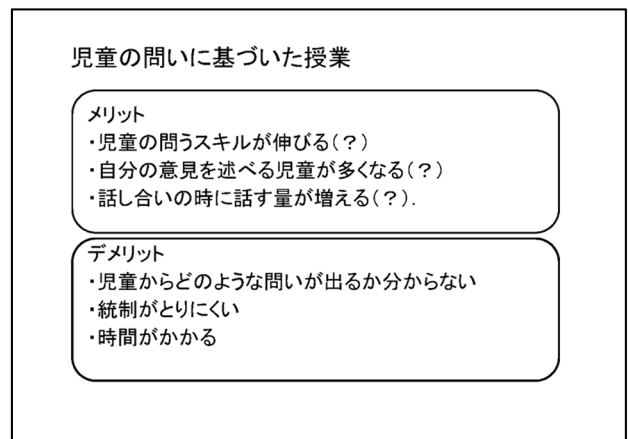 児童の問いに基づいた授業
メリット
・児童の問うスキルが伸びる(？)
・自分の意見を述べる児童が多くなる(？)
・話し合いの時に話す量が増える(？).
デメリット
・児童からどのような問いが出るか分からない
・統制がとりにくい
・時間がかかる